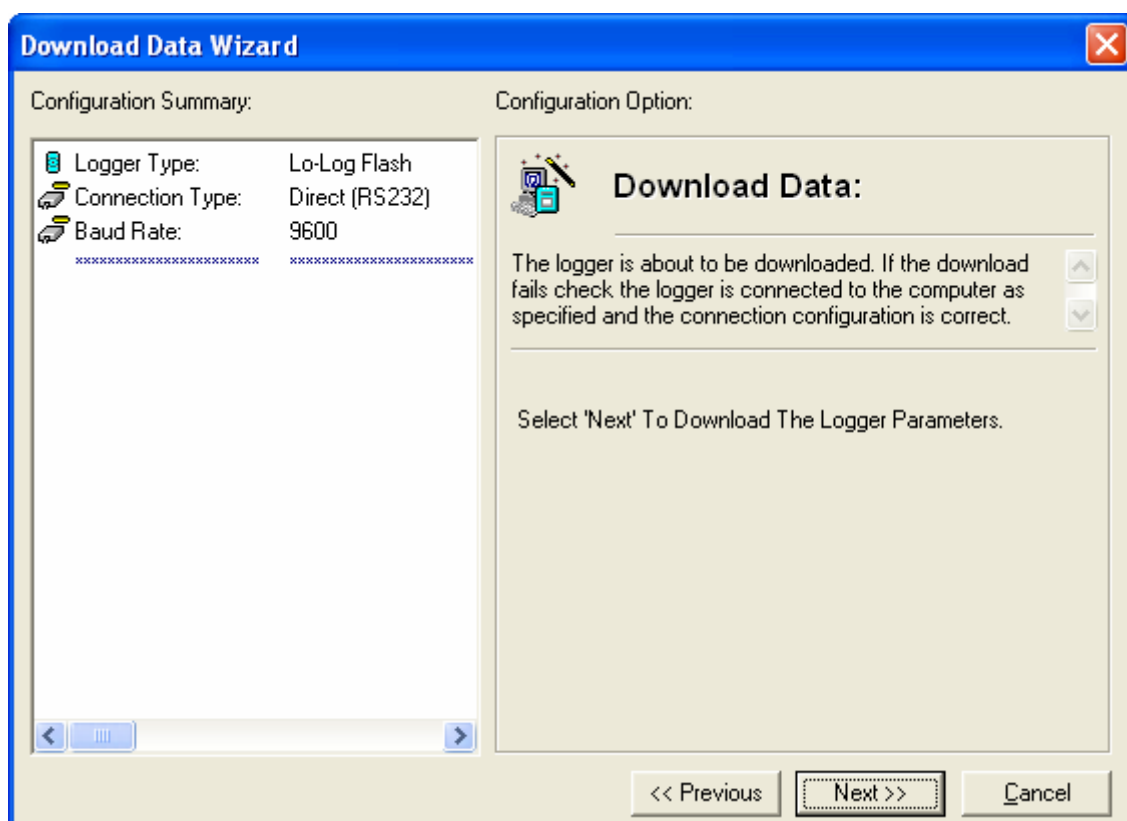 Download Data Wizard
Configuration Summary:
Logger Type: Lo-Log Flash
Connection Type: Direct (RS232)
Baud Rate: 9600
xxxxxxxxxxxxxxxxxxxxxxx xxxxxxxxxxxxxxxxxxxxxxx
Configuration Option:
Download Data:
The logger is about to be downloaded. If the download
fails check the logger is connected to the computer as
specified and the connection configuration is correct.
Select 'Next' To Download The Logger Parameters.
<< Previous
Next >>
Cancel